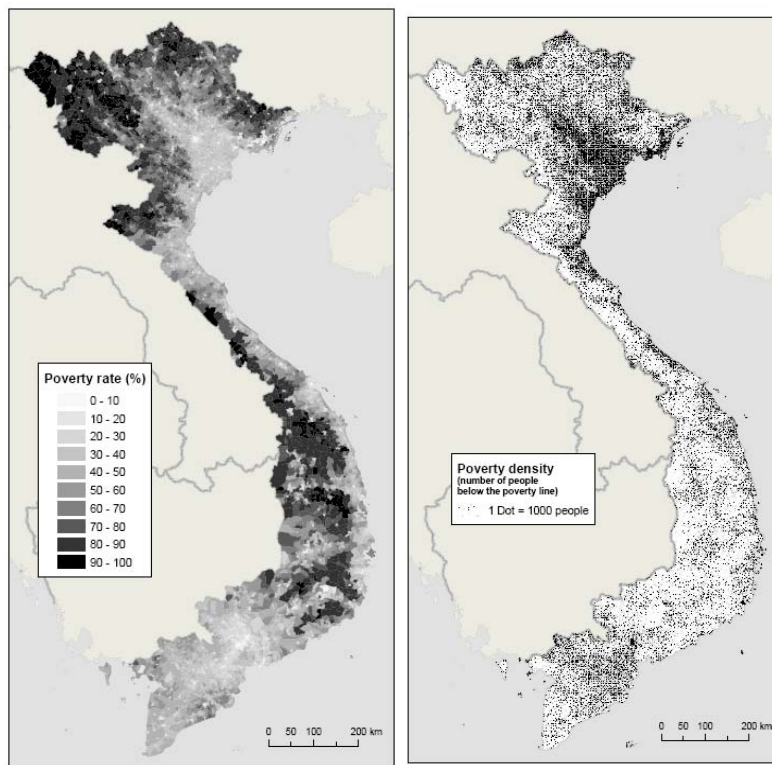 Poverty rate (%)
0 - 10
10 - 20
20 - 30
30 - 40
40 - 50
50 - 60
60 - 70
70 - 80
80 - 90
90 - 100
0 50 100 200 km
Poverty density
(number of people
below the poverty line)
1 Dot = 1000 people
0 50 100 200 km